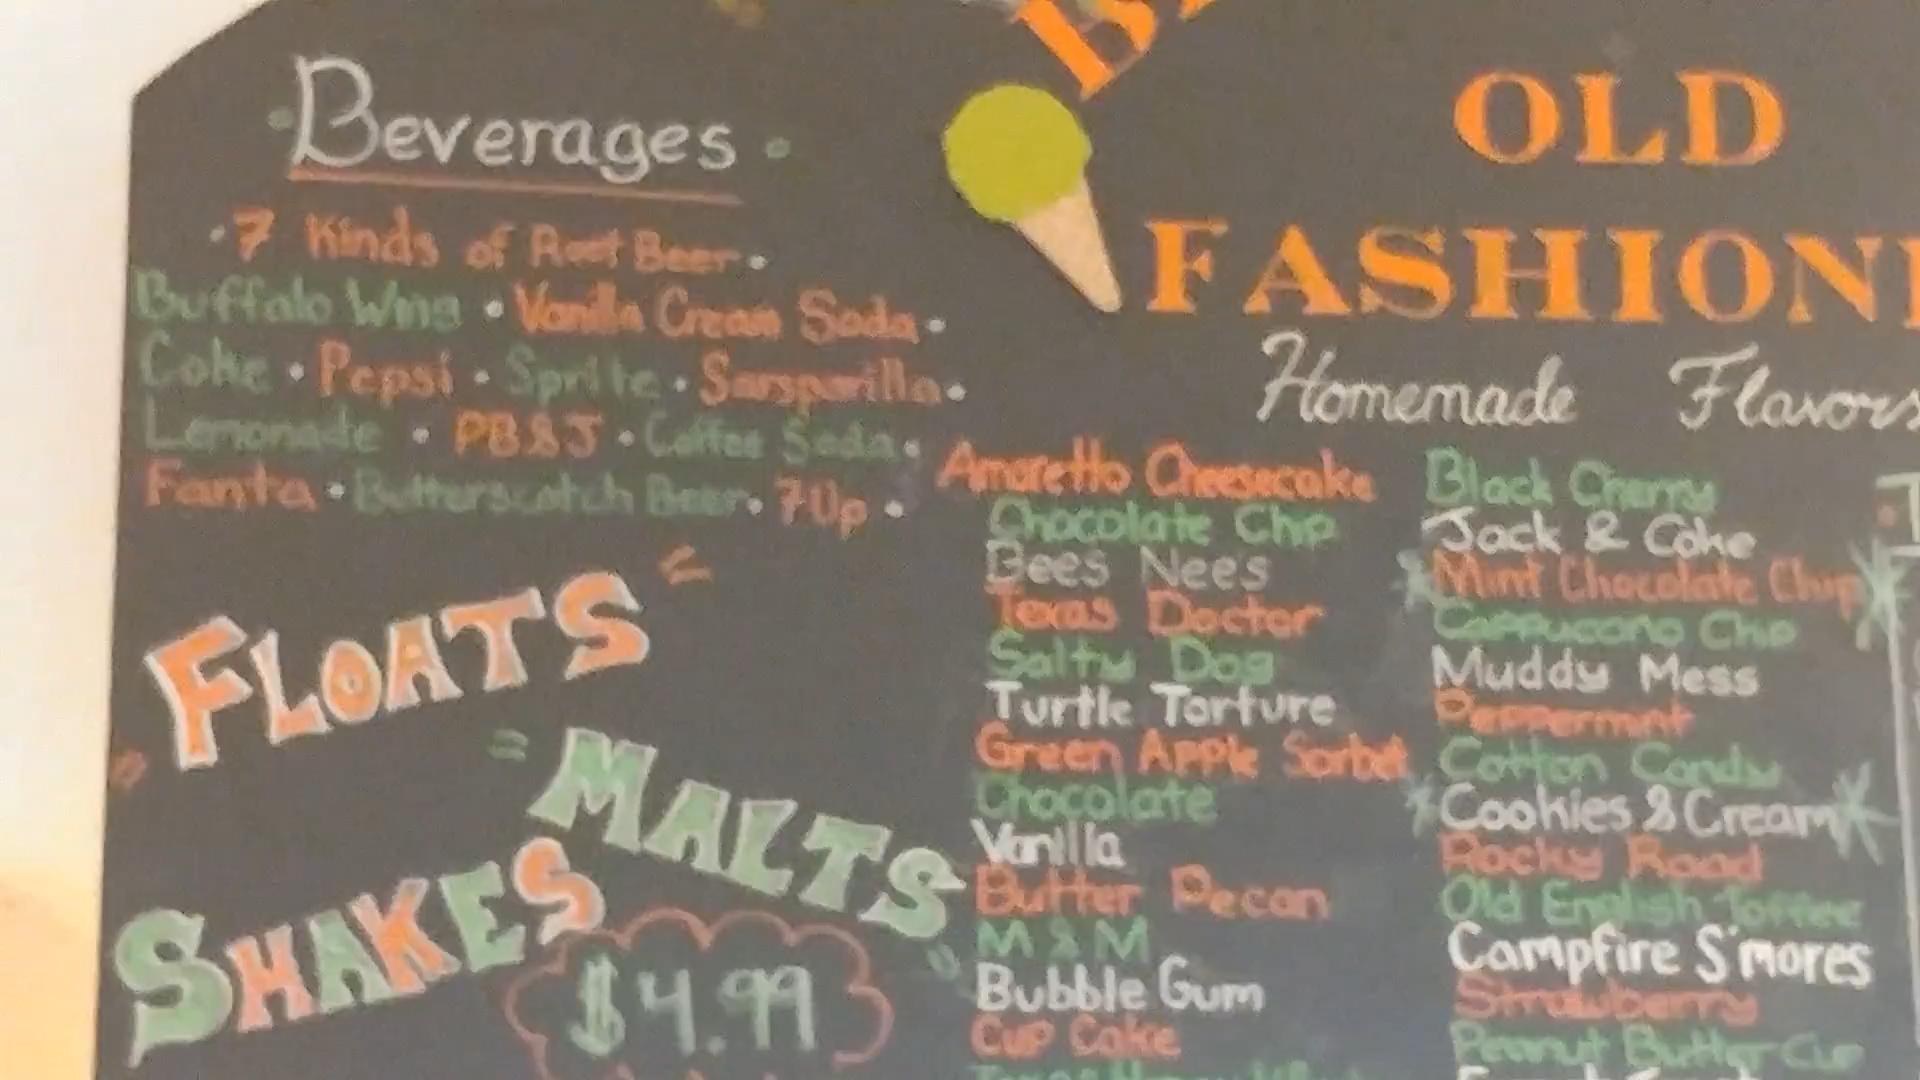 Beverages
· 7 Kinds of Root Beer ·
Buffalo Wing · Vanilla Cream Soda ·
Coke · Pepsi · Sprite · Sarsparilla ·
Lemonade · PB&J · Coffee Soda ·
Fanta · Butterscotch Beer · 7Up ·
FLOATS
MALTS
SHAKES
$4.99
OLD
FASHION
Homemade Flavors
Amaretto Cheesecake
Chocolate Chip
Bees Nees
Texas Doctor
Salty Dog
Turtle Torture
Green Apple Sorbet
Chocolate
Vanilla
Butter Pecan
M & M
Bubble Gum
Cup Cake
Black Cherry
Jack & Coke
Mint Chocolate Chip
Cappuccino Chip
Muddy Mess
Peppermint
Cotton Candy
Cookies & Cream
Rocky Road
Old English Toffee
Campfire S'mores
Strawberry
Peanut Butter Cup